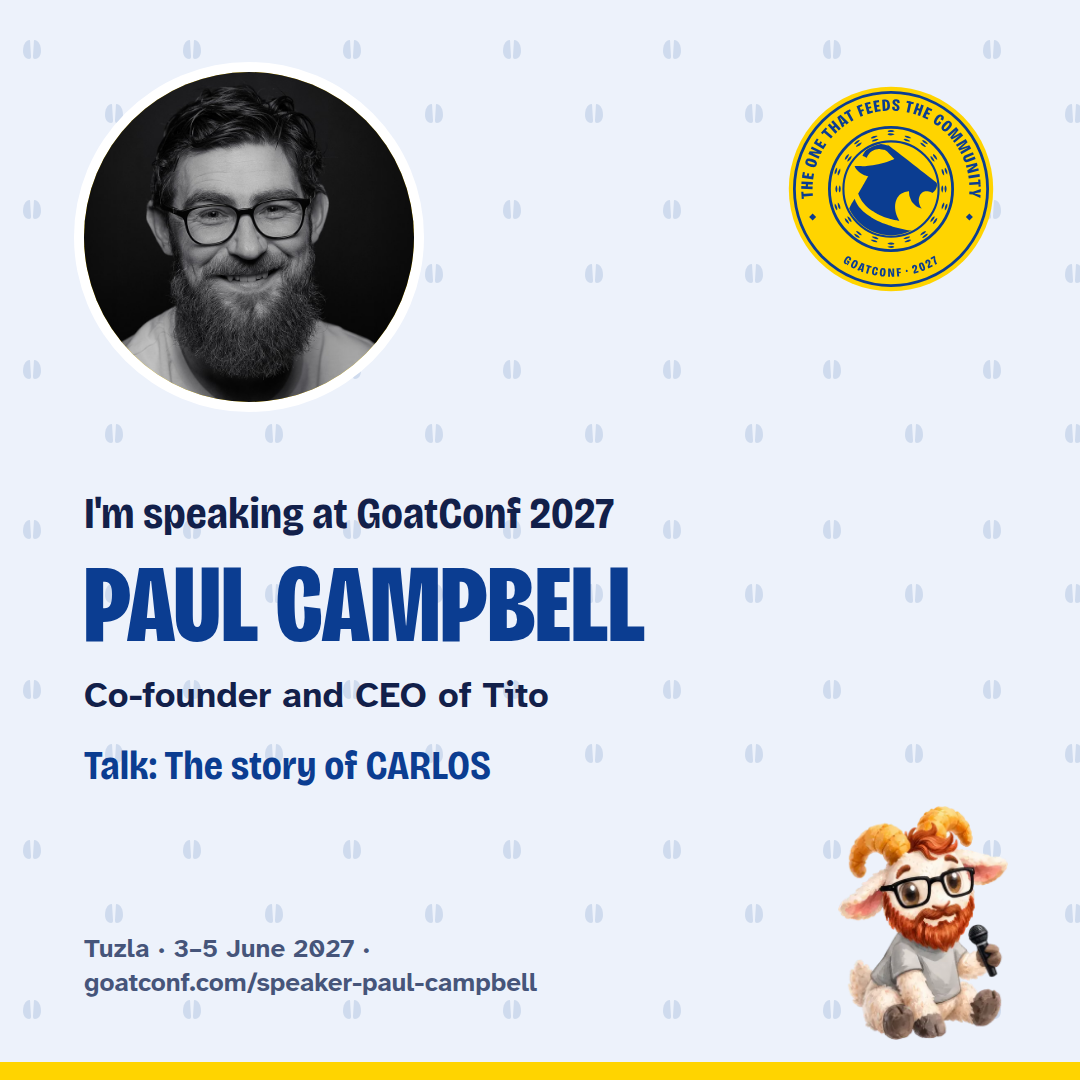 THE ONE THAT FEEDS THE COMMUNITY
GOATCONF · 2027
I'm speaking at GoatConf 2027
PAUL CAMPBELL
Co-founder and CEO of Tito
Talk: The story of CARLOS
Tuzla · 3–5 June 2027 ·
goatconf.com/speaker-paul-campbell